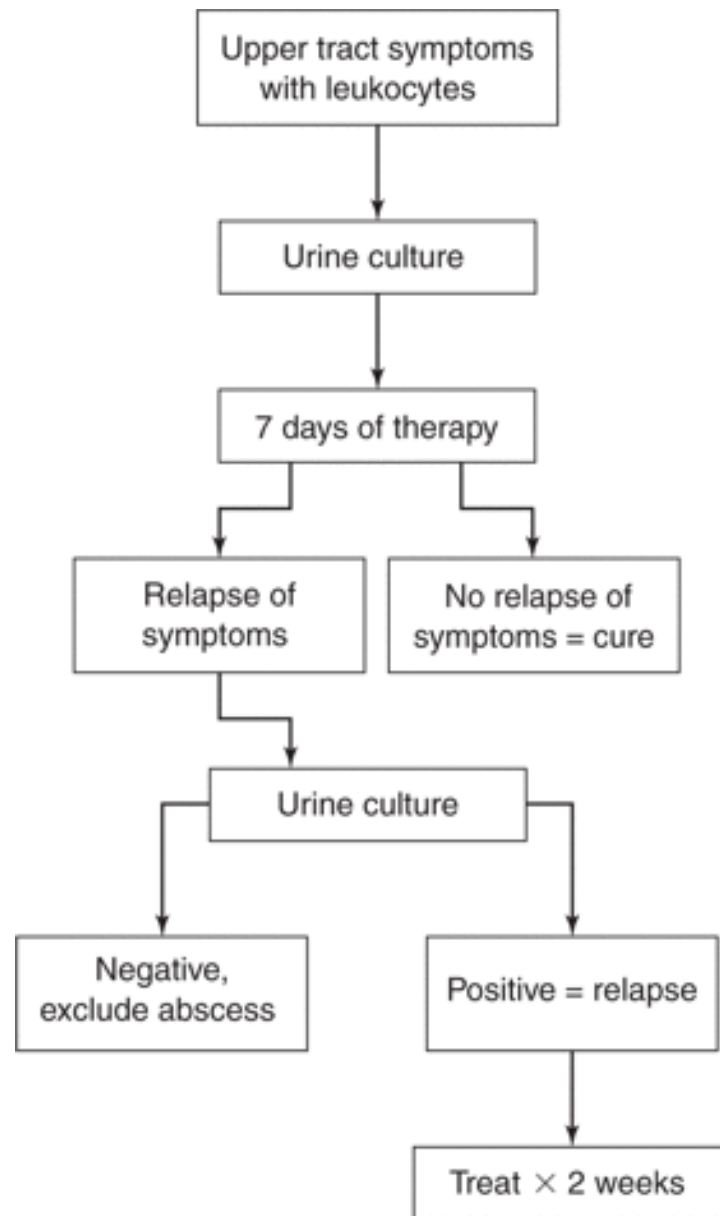 Upper tract symptoms
with leukocytes
Urine culture
7 days of therapy
Relapse of
symptoms
No relapse of
symptoms = cure
Urine culture
Negative,
exclude abscess
Positive = relapse
Treat × 2 weeks